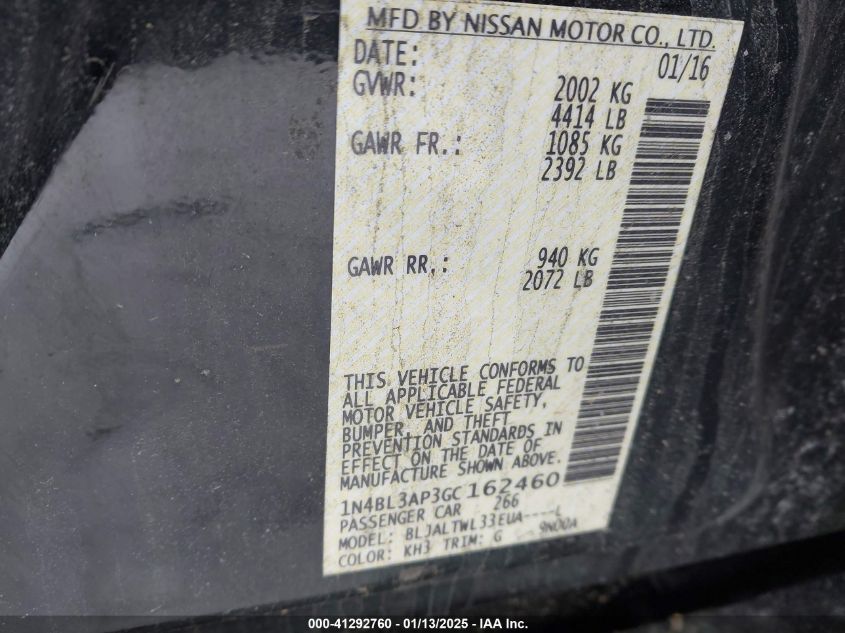 MFD BY NISSAN MOTOR CO., LTD.
DATE: 01/16
GVWR: 2002 KG
4414 LB
GAWR FR.: 1085 KG
2392 LB
GAWR RR.: 940 KG
2072 LB
THIS VEHICLE CONFORMS TO
ALL APPLICABLE FEDERAL
MOTOR VEHICLE SAFETY,
BUMPER, AND THEFT
PREVENTION STANDARDS IN
EFFECT ON THE DATE OF
MANUFACTURE SHOWN ABOVE.
1N4BL3AP3GC162460
PASSENGER CAR 266
MODEL: BLJALTWL33EUA----L
COLOR: KH3 TRIM: G 9N00A
000-41292760 - 01/13/2025 - IAA Inc.